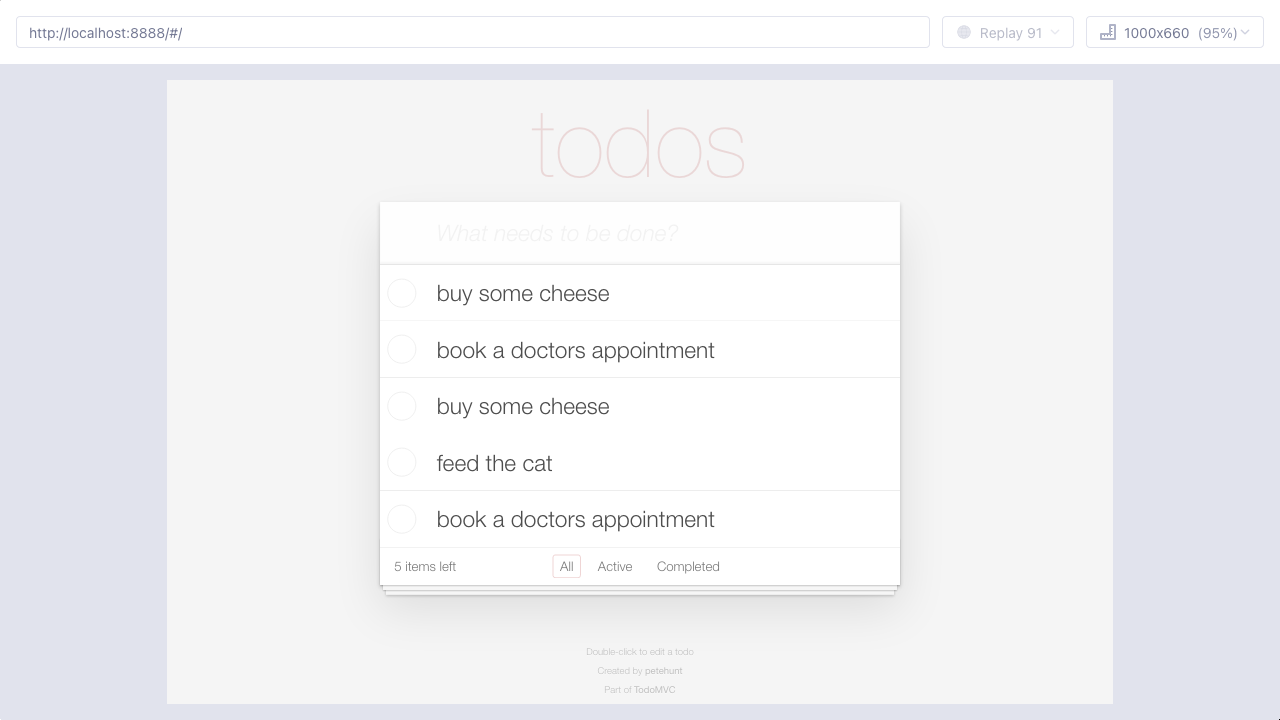 http://localhost:8888/#/
Replay 91
1000x660 (95%)
todos
What needs to be done?
buy some cheese
book a doctors appointment
buy some cheese
feed the cat
book a doctors appointment
5 items left All Active Completed
Double-click to edit a todo
Created by petehunt
Part of TodoMVC